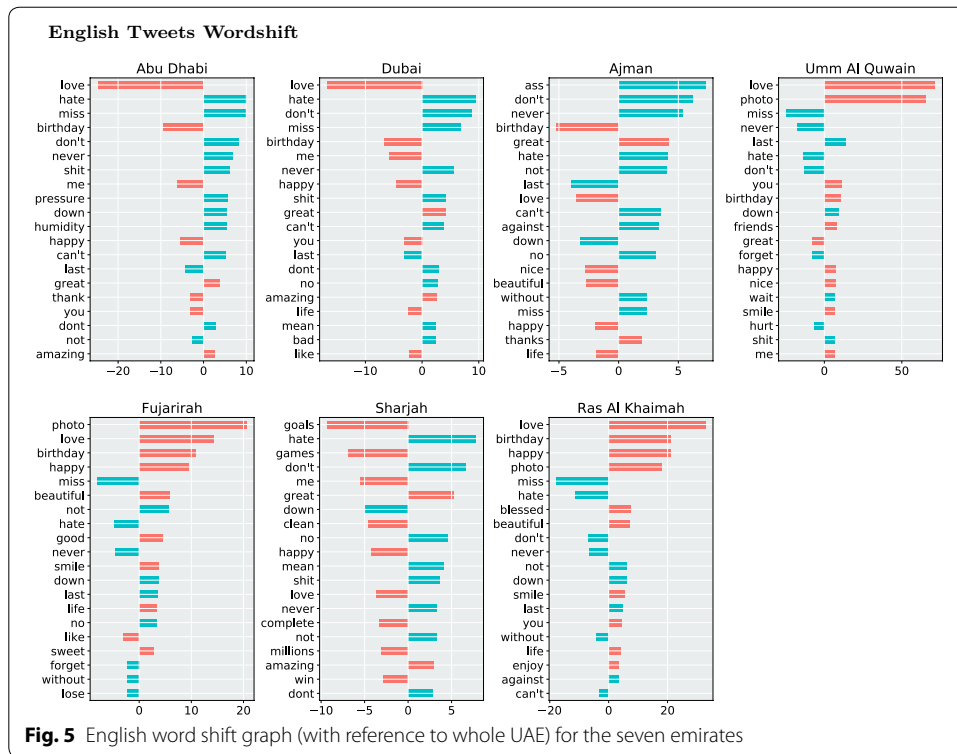 English Tweets Wordshift
Abu Dhabi
love
hate
miss
birthday
don't
never
shit
me
pressure
down
humidity
happy
can't
last
great
thank
you
dont
not
amazing
−20 −10 0 10
Dubai
love
hate
don't
miss
birthday
me
never
happy
shit
great
can't
you
last
dont
no
amazing
life
mean
bad
like
−10 0 10
Ajman
ass
don't
never
birthday
great
hate
not
last
love
can't
against
down
no
nice
beautiful
without
miss
happy
thanks
life
−5 0 5
Umm Al Quwain
love
photo
miss
never
last
hate
don't
you
birthday
down
friends
great
forget
happy
nice
wait
smile
hurt
shit
me
0 50
Fujarirah
photo
love
birthday
happy
miss
beautiful
not
hate
good
never
smile
down
last
life
no
like
sweet
forget
without
lose
0 10 20
Sharjah
goals
hate
games
don't
me
great
down
clean
no
happy
mean
shit
love
never
complete
not
millions
amazing
win
dont
−10 −5 0 5
Ras Al Khaimah
love
birthday
happy
photo
miss
hate
blessed
beautiful
don't
never
not
down
smile
last
you
without
life
enjoy
against
can't
−20 0 20
Fig. 5 English word shift graph (with reference to whole UAE) for the seven emirates